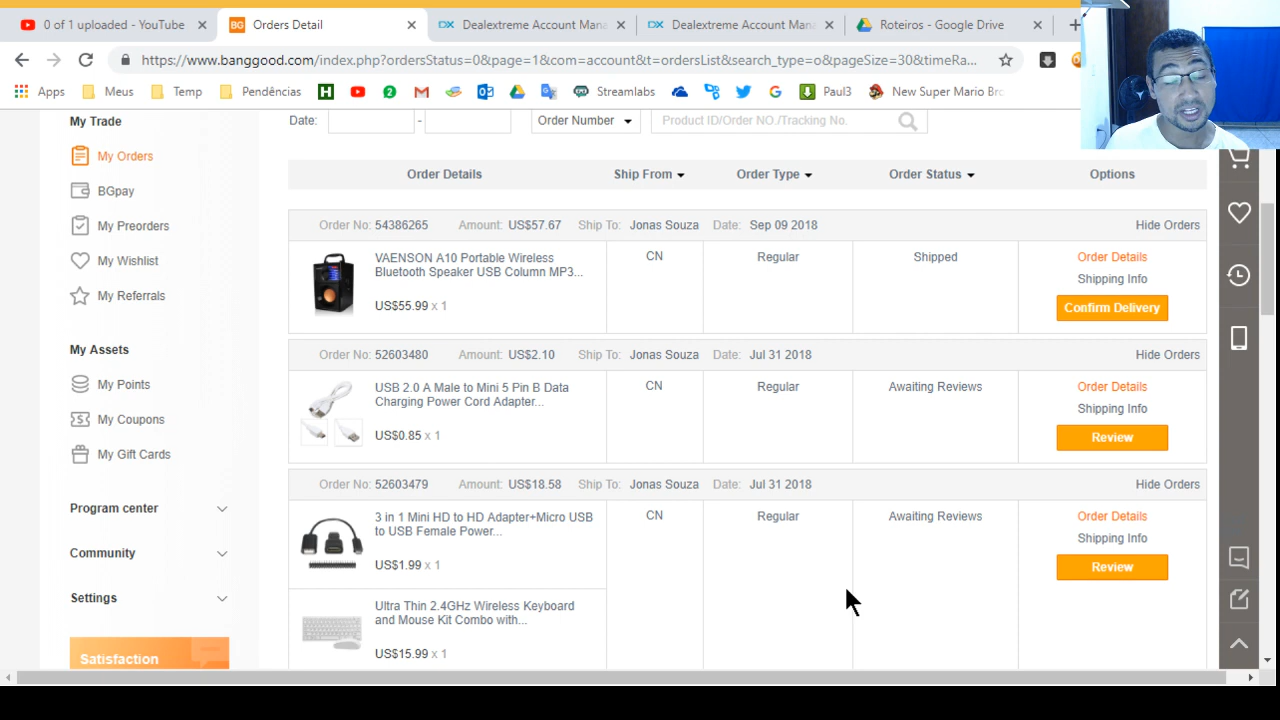 0 of 1 uploaded - YouTube
BG Orders Detail
DX Dealextreme Account Mana
DX Dealextreme Account Mana
Roteiros - Google Drive
https://www.banggood.com/index.php?ordersStatus=0&page=1&com=account&t=ordersList&search_type=o&pageSize=30&timeRa...
Apps Meus Temp Pendências H 2 Streamlabs G Paul3 New Super Mario Bro
My Trade
My Orders
BGpay
My Preorders
My Wishlist
My Referrals
My Assets
My Points
My Coupons
My Gift Cards
Program center
Community
Settings
Satisfaction
Date: - Order Number Product ID/Order NO./Tracking No.
Order Details Ship From Order Type Order Status Options
Order No: 54386265 Amount: US$57.67 Ship To: Jonas Souza Date: Sep 09 2018 Hide Orders
VAENSON A10 Portable Wireless
Bluetooth Speaker USB Column MP3...
US$55.99 x 1
CN
Regular
Shipped
Order Details
Shipping Info
Confirm Delivery
Order No: 52603480 Amount: US$2.10 Ship To: Jonas Souza Date: Jul 31 2018 Hide Orders
USB 2.0 A Male to Mini 5 Pin B Data
Charging Power Cord Adapter...
US$0.85 x 1
CN
Regular
Awaiting Reviews
Order Details
Shipping Info
Review
Order No: 52603479 Amount: US$18.58 Ship To: Jonas Souza Date: Jul 31 2018 Hide Orders
3 in 1 Mini HD to HD Adapter+Micro USB
to USB Female Power...
US$1.99 x 1
CN
Regular
Awaiting Reviews
Order Details
Shipping Info
Review
Ultra Thin 2.4GHz Wireless Keyboard
and Mouse Kit Combo with...
US$15.99 x 1